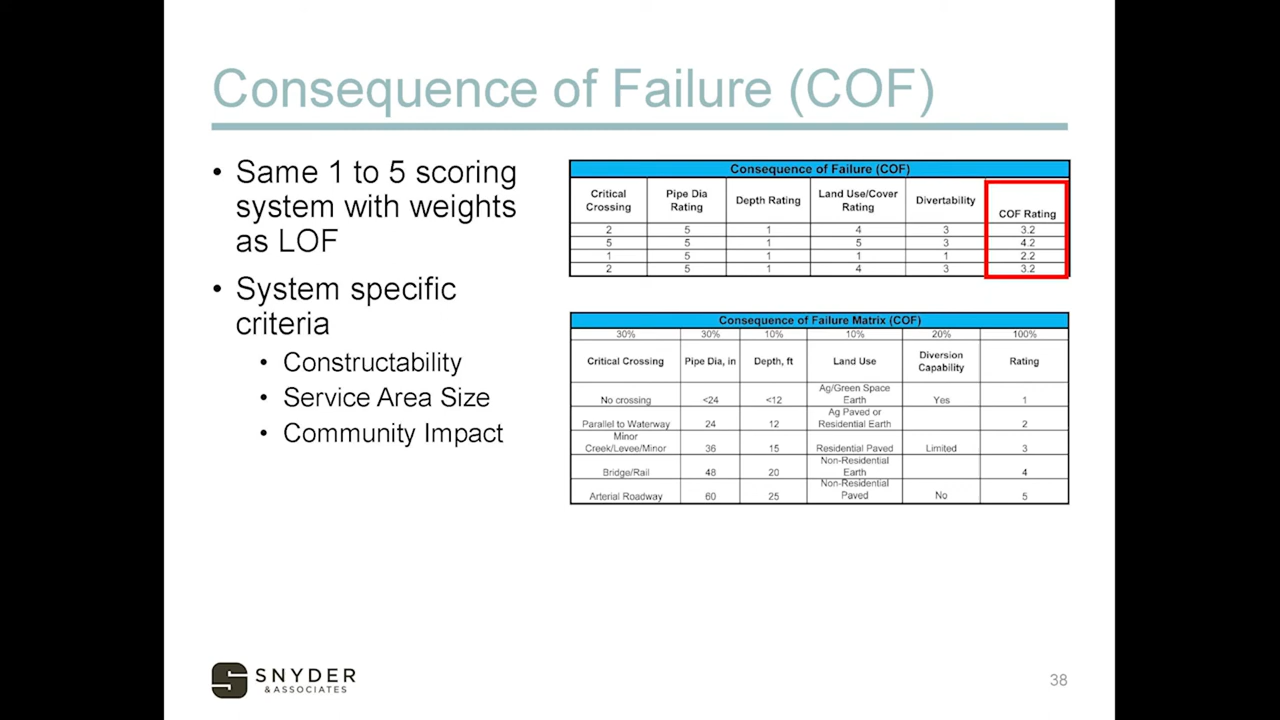 Consequence of Failure (COF)
• Same 1 to 5 scoring
system with weights
as LOF
• System specific
criteria
• Constructability
• Service Area Size
• Community Impact
Consequence of Failure (COF)
Critical Crossing Pipe Dia Rating Depth Rating Land Use/Cover Rating Divertability COF Rating
2 5 1 4 3 3.2
5 5 1 5 3 4.2
1 5 1 1 1 2.2
2 5 1 4 3 3.2
Consequence of Failure Matrix (COF)
30% 30% 10% 10% 20% 100%
Critical Crossing Pipe Dia, in Depth, ft Land Use Diversion Capability Rating
No crossing <24 <12 Ag/Green Space Earth Yes 1
Parallel to Waterway 24 12 Ag Paved or Residential Earth 2
Minor Creek/Levee/Minor 36 15 Residential Paved Limited 3
Bridge/Rail 48 20 Non-Residential Earth 4
Arterial Roadway 60 25 Non-Residential Paved No 5
SNYDER
& ASSOCIATES
38